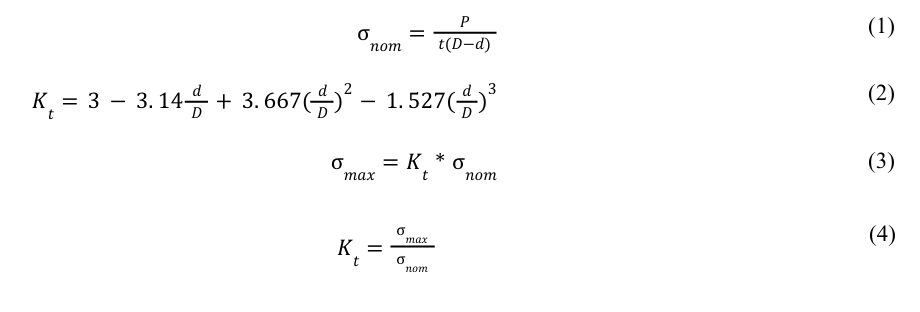 σ_nom = P / t(D−d) (1)
K_t = 3 − 3.14 d/D + 3.667(d/D)^2 − 1.527(d/D)^3 (2)
σ_max = K_t * σ_nom (3)
K_t = σ_max / σ_nom (4)